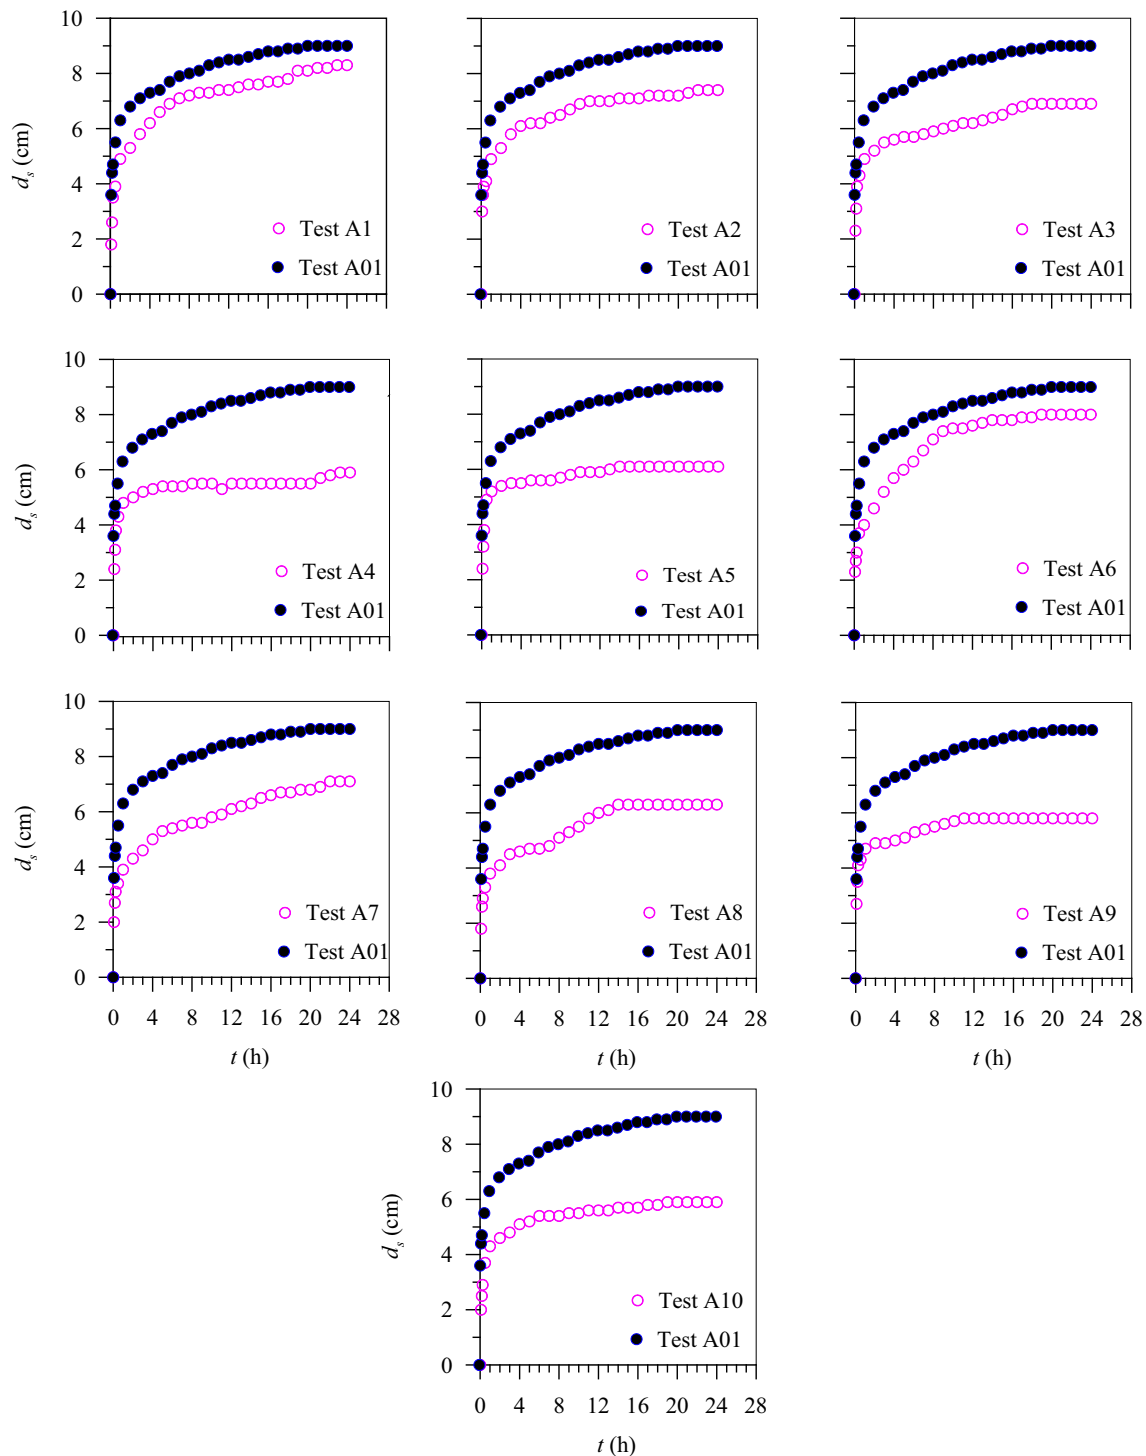 10
8
6
4
2
0
d_s (cm)
Test A1
Test A01
Test A2
Test A01
Test A3
Test A01
10
8
6
4
2
0
d_s (cm)
Test A4
Test A01
Test A5
Test A01
Test A6
Test A01
10
8
6
4
2
0
d_s (cm)
Test A7
Test A01
0 4 8 12 16 20 24 28
t (h)
Test A8
Test A01
0 4 8 12 16 20 24 28
t (h)
Test A9
Test A01
0 4 8 12 16 20 24 28
t (h)
10
8
6
4
2
0
d_s (cm)
Test A10
Test A01
0 4 8 12 16 20 24 28
t (h)